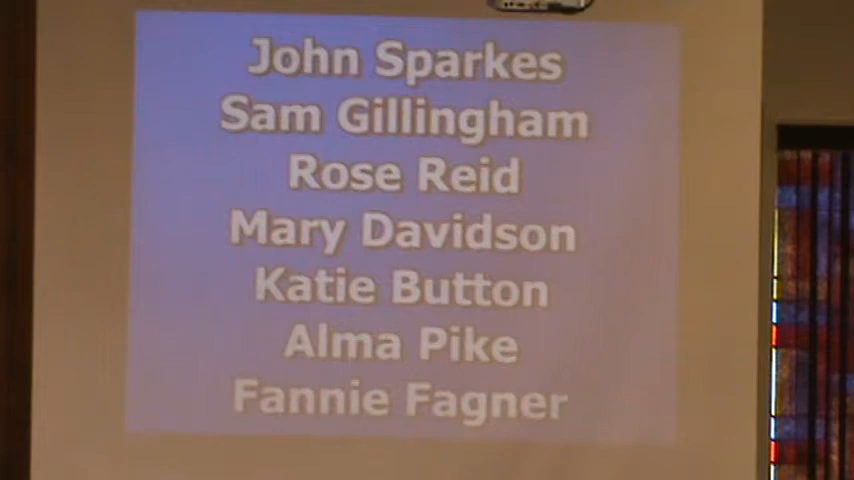 John Sparkes
Sam Gillingham
Rose Reid
Mary Davidson
Katie Button
Alma Pike
Fannie Fagner